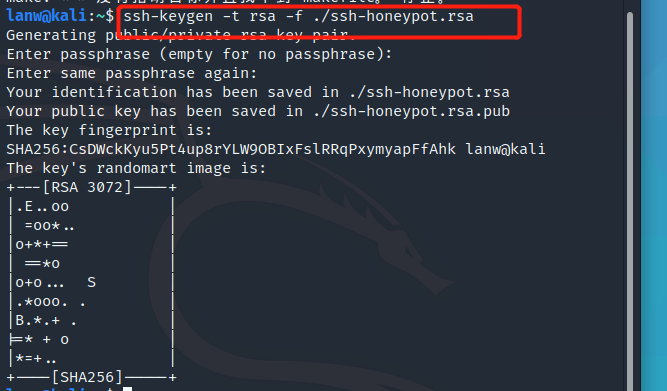 lanw@kali:~$ ssh-keygen -t rsa -f ./ssh-honeypot.rsa
Generating public/private rsa key pair.
Enter passphrase (empty for no passphrase):
Enter same passphrase again:
Your identification has been saved in ./ssh-honeypot.rsa
Your public key has been saved in ./ssh-honeypot.rsa.pub
The key fingerprint is:
SHA256:CsDWckKyu5Pt4up8rYLW9OBIxFslRRqPxymyapFfAhk lanw@kali
The key's randomart image is:
+---[RSA 3072]----+
|.E..oo           |
| =oo*..          |
|o+*+==           |
| ==*o            |
|o+o...  S        |
|.*ooo. .         |
|B.*.+ .          |
|=* + o           |
|*=+..            |
+----[SHA256]-----+